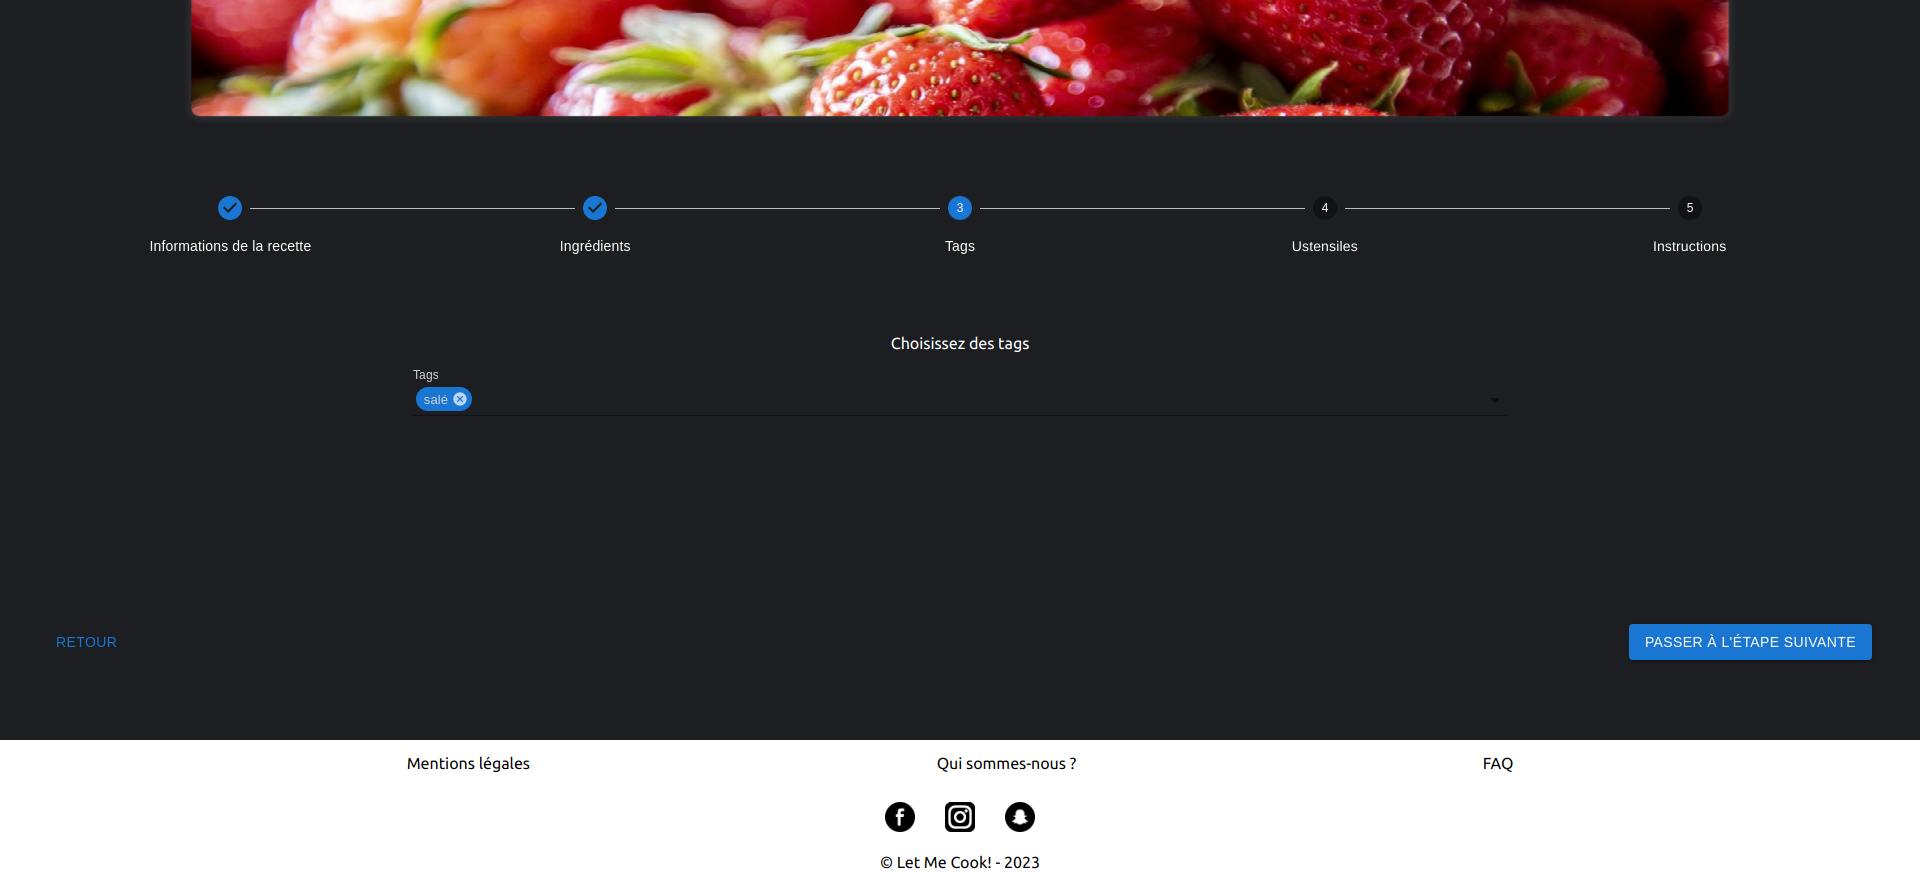 3
4
5
Informations de la recette
Ingrédients
Tags
Ustensiles
Instructions
Choisissez des tags
Tags
salé
RETOUR
PASSER À L'ÉTAPE SUIVANTE
Mentions légales
Qui sommes-nous ?
FAQ
© Let Me Cook! - 2023